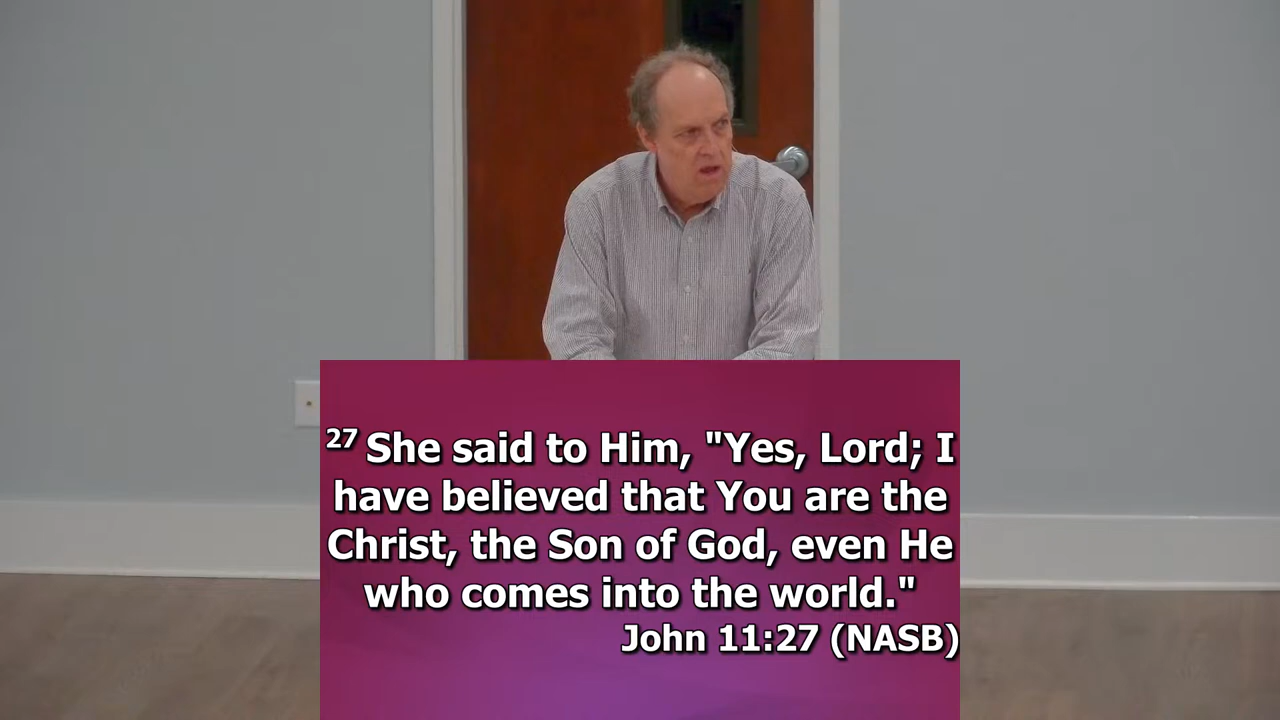 27 She said to Him, "Yes, Lord; I
have believed that You are the
Christ, the Son of God, even He
who comes into the world."
John 11:27 (NASB)